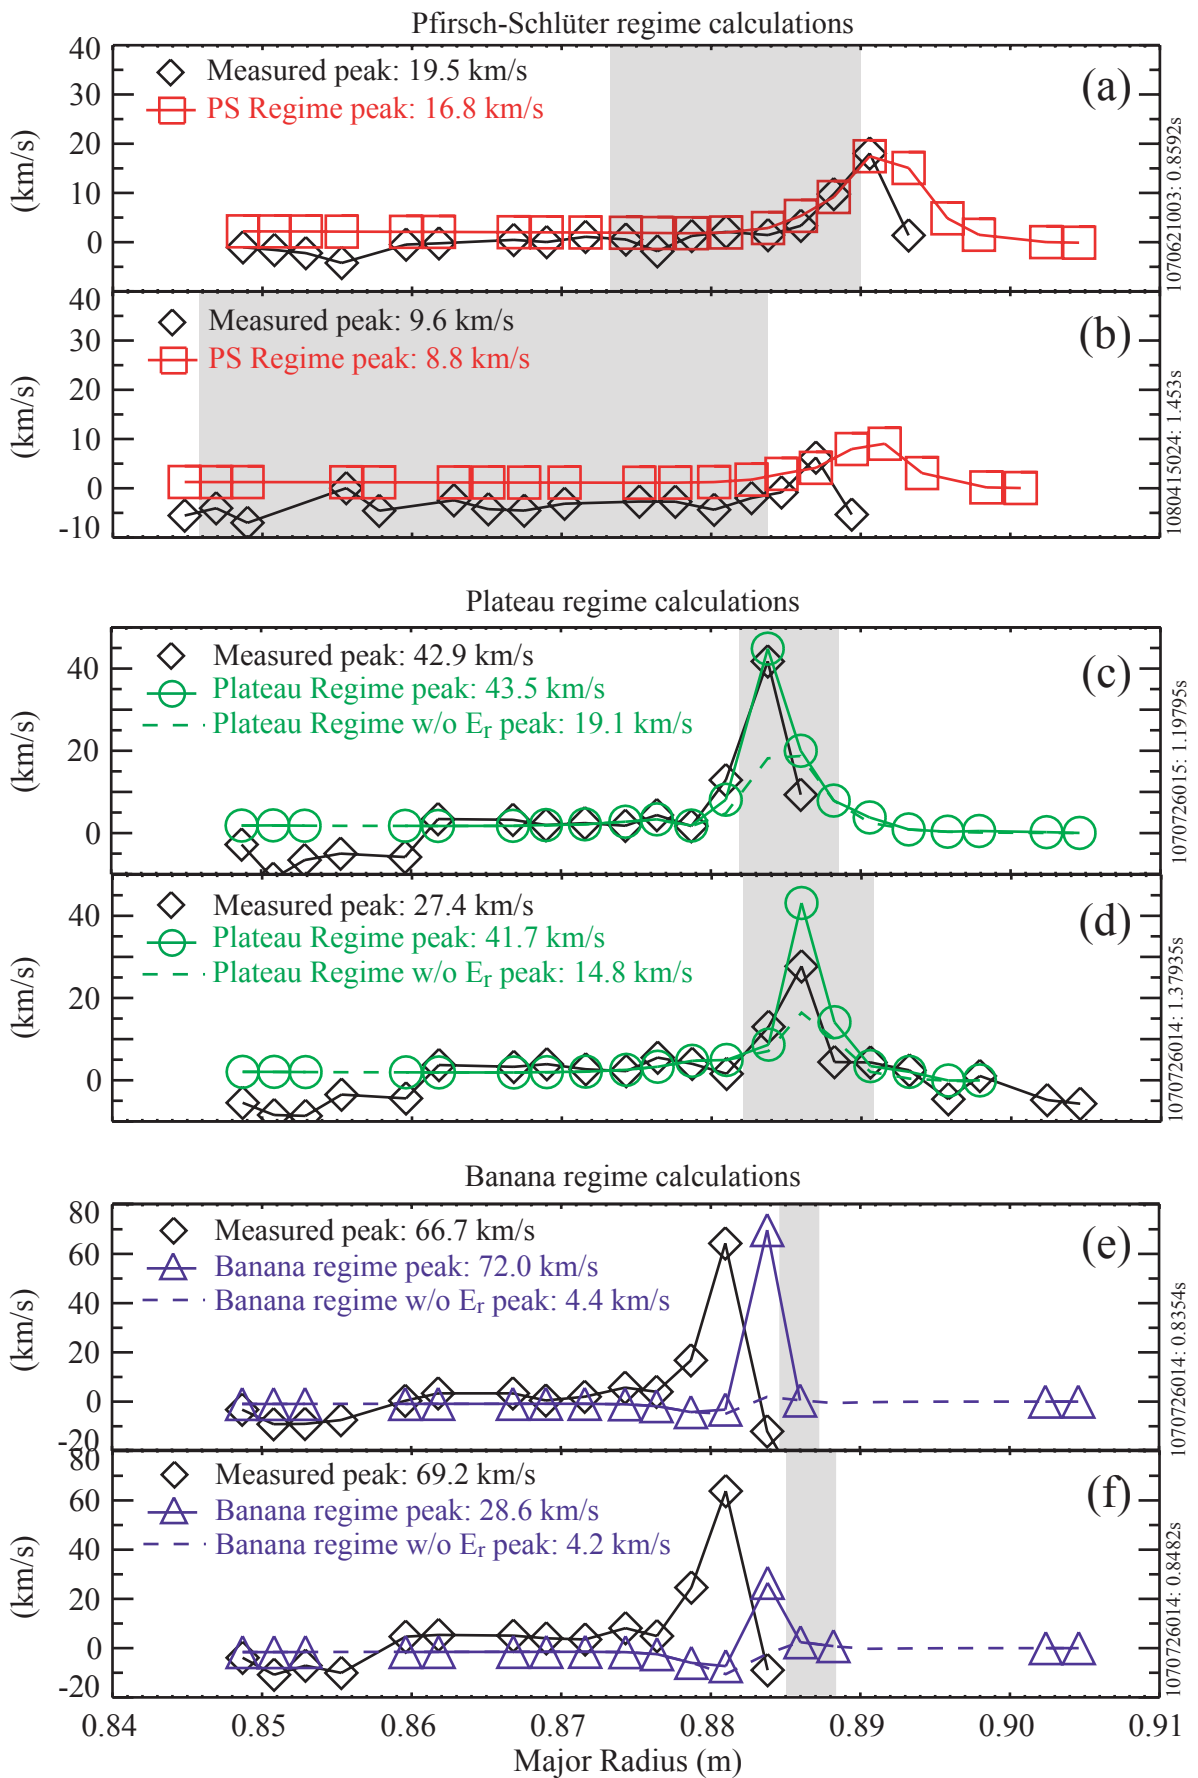 Pfirsch-Schlüter regime calculations
40
30
20
10
0
(km/s)
Measured peak: 19.5 km/s
PS Regime peak: 16.8 km/s
(a)
1070621003: 0.8592s
40
30
20
10
0
-10
(km/s)
Measured peak: 9.6 km/s
PS Regime peak: 8.8 km/s
(b)
1080415024: 1.453s
Plateau regime calculations
40
20
0
(km/s)
Measured peak: 42.9 km/s
Plateau Regime peak: 43.5 km/s
Plateau Regime w/o Er peak: 19.1 km/s
(c)
1070726015: 1.19795s
40
20
0
(km/s)
Measured peak: 27.4 km/s
Plateau Regime peak: 41.7 km/s
Plateau Regime w/o Er peak: 14.8 km/s
(d)
1070726014: 1.37935s
Banana regime calculations
80
60
40
20
0
-20
(km/s)
Measured peak: 66.7 km/s
Banana regime peak: 72.0 km/s
Banana regime w/o Er peak: 4.4 km/s
(e)
1070726014: 0.8354s
80
60
40
20
0
-20
(km/s)
Measured peak: 69.2 km/s
Banana regime peak: 28.6 km/s
Banana regime w/o Er peak: 4.2 km/s
(f)
1070726014: 0.8482s
0.84 0.85 0.86 0.87 0.88 0.89 0.90 0.91
Major Radius (m)